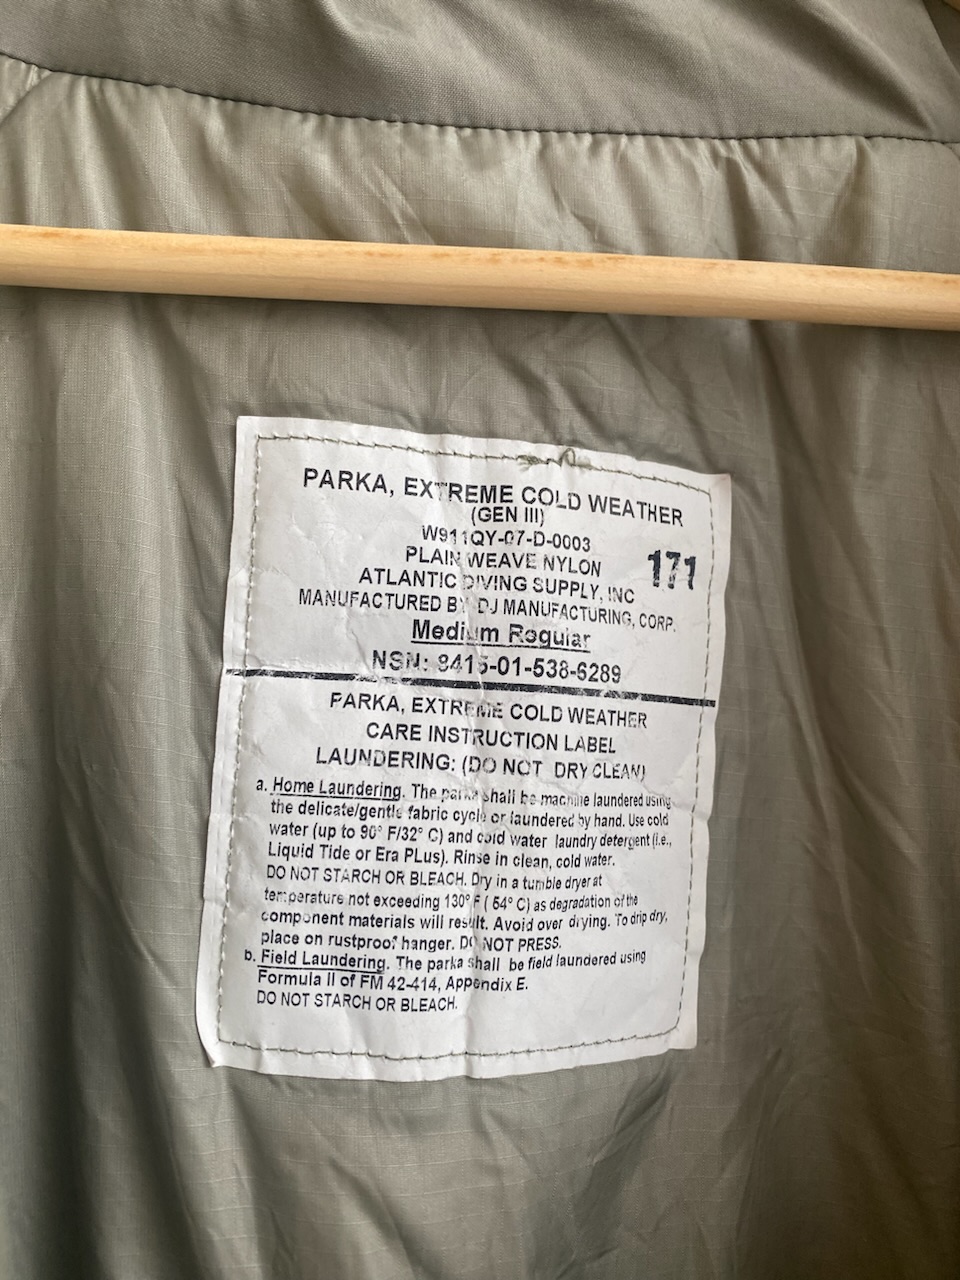 PARKA, EXTREME COLD WEATHER
(GEN III)
W911QY-07-D-0003
PLAIN WEAVE NYLON
171
ATLANTIC DIVING SUPPLY, INC
MANUFACTURED BY DJ MANUFACTURING, CORP.
Medium Regular
NSN: 8415-01-538-6289
PARKA, EXTREME COLD WEATHER
CARE INSTRUCTION LABEL
LAUNDERING: (DO NOT DRY CLEAN)
a. Home Laundering. The parka shall be machine laundered using
the delicate/gentle fabric cycle or laundered by hand. Use cold
water (up to 90° F/32° C) and cold water laundry detergent (i.e.,
Liquid Tide or Era PLus). Rinse in clean, cold water.
DO NOT STARCH OR BLEACH. Dry in a tumble dryer at
temperature not exceeding 130° F ( 54° C) as degradation of the
component materials will result. Avoid over drying. To drip dry,
place on rustproof hanger. DO NOT PRESS.
b. Field Laundering. The parka shall be field laundered using
Formula II of FM 42-414, Appendix E.
DO NOT STARCH OR BLEACH.